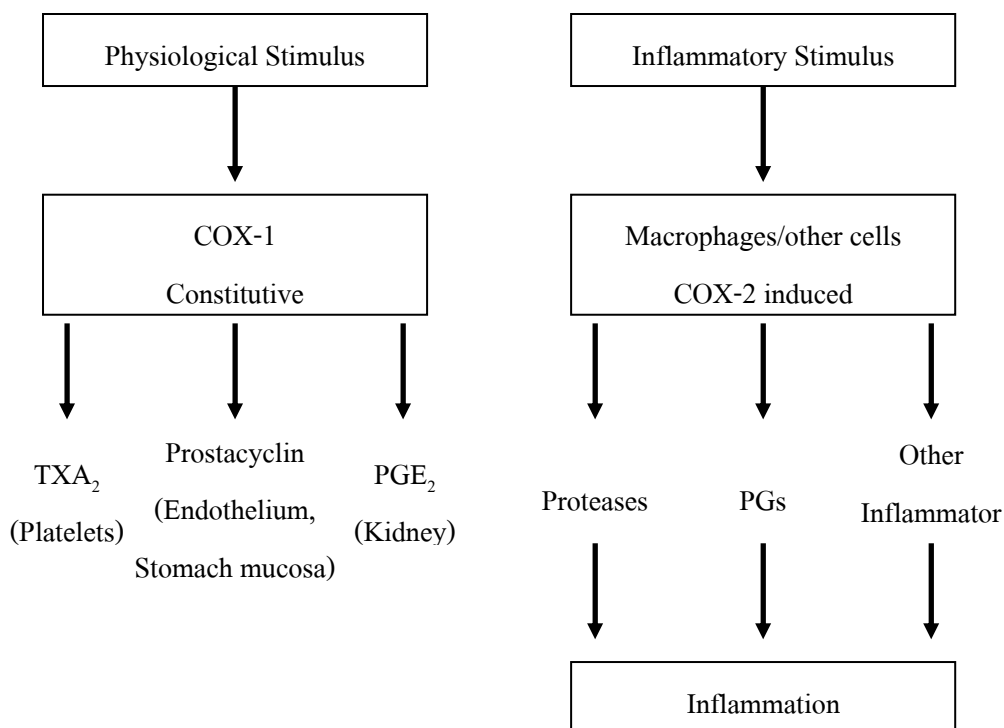 Physiological Stimulus
COX-1
Constitutive
TXA₂
(Platelets)
Prostacyclin
(Endothelium,
Stomach mucosa)
PGE₂
(Kidney)
Inflammatory Stimulus
Macrophages/other cells
COX-2 induced
Proteases
PGs
Other
Inflammator
Inflammation